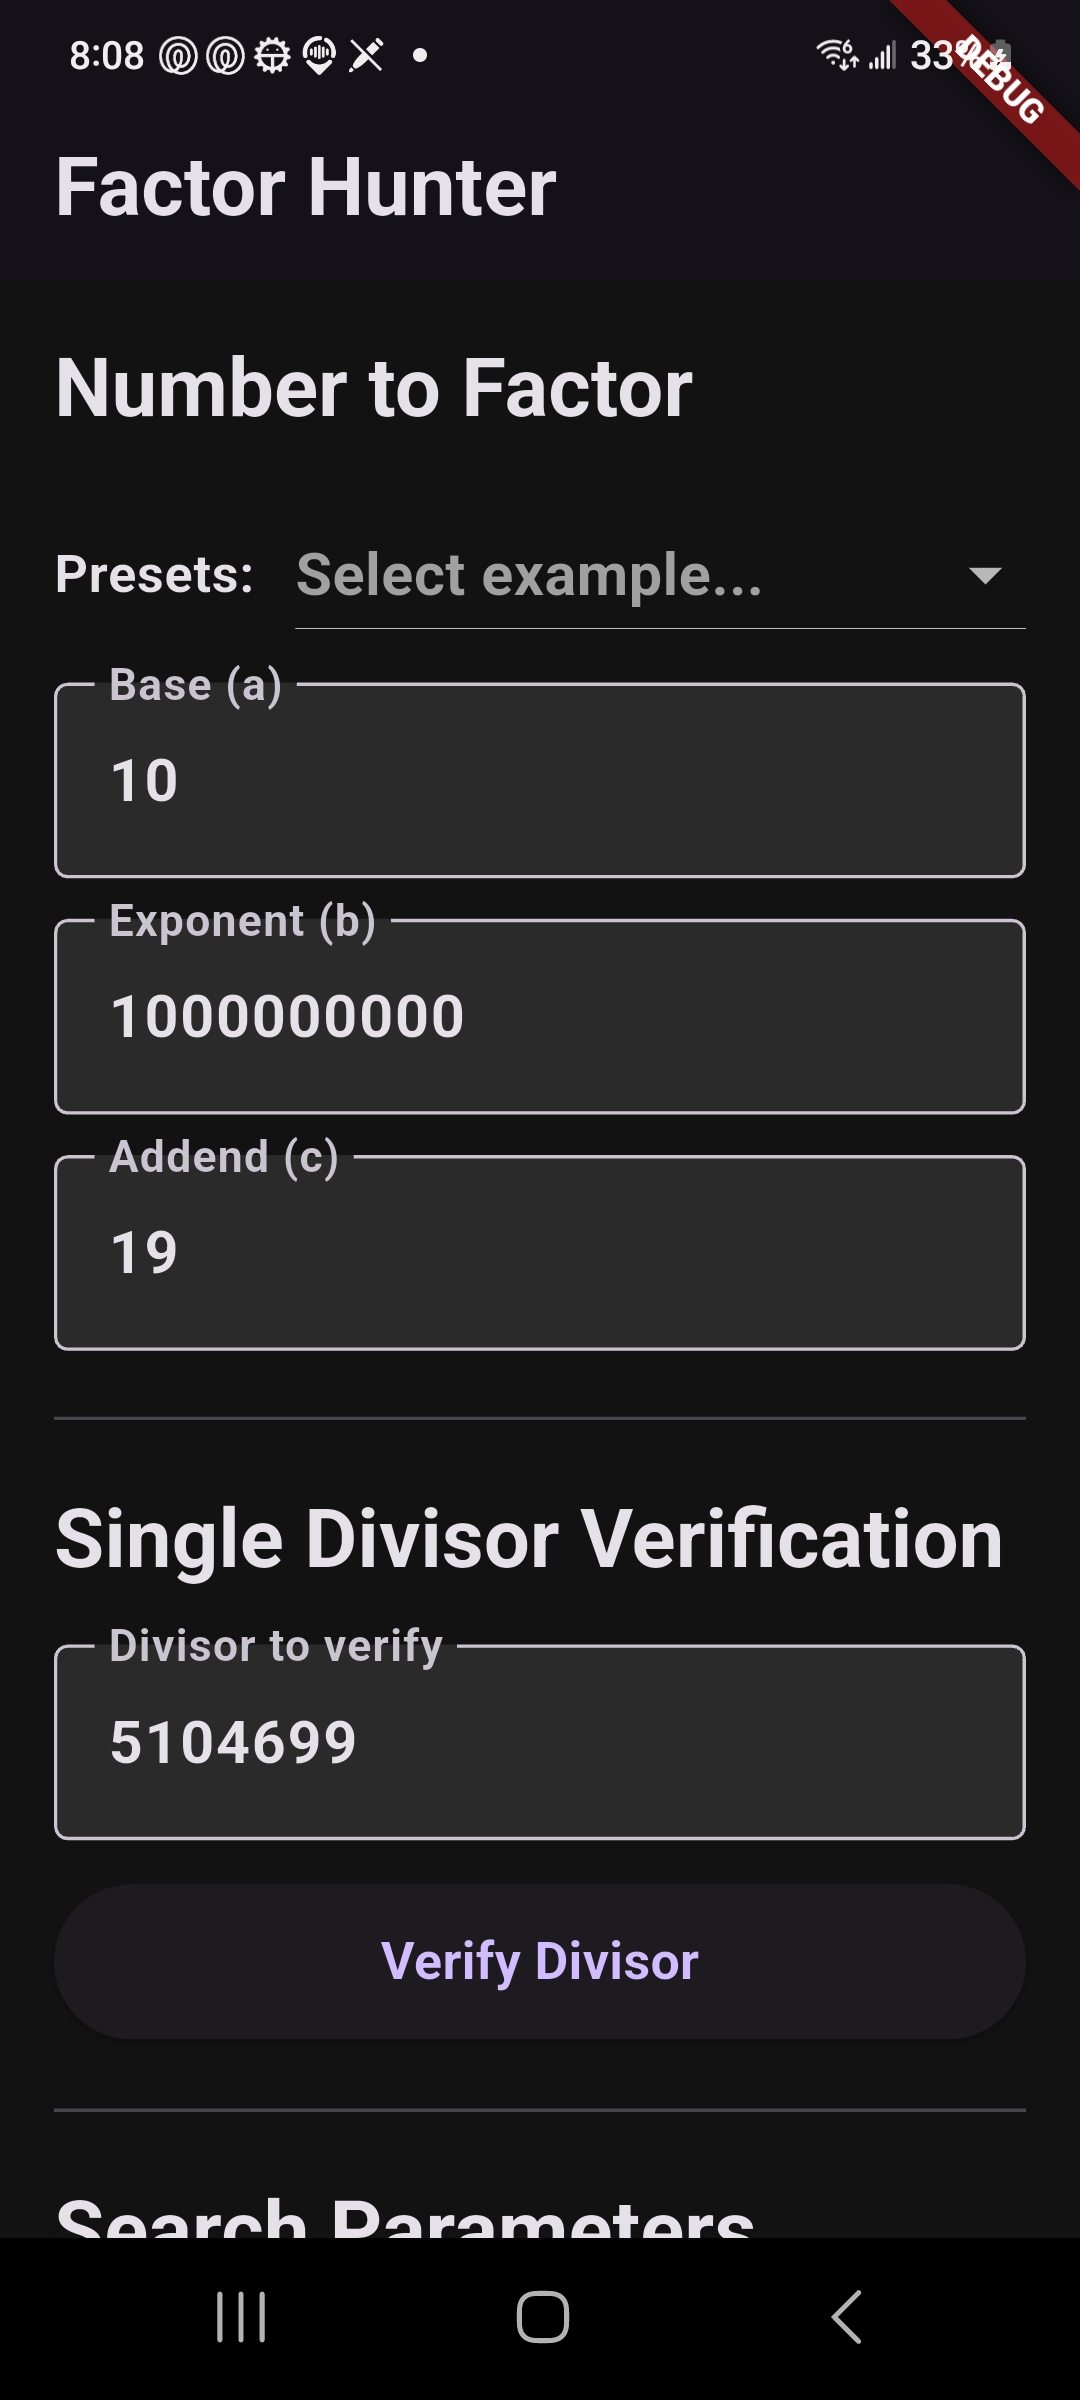 8:08
33%
DEBUG
Factor Hunter
Number to Factor
Presets: Select example...
Base (a)
10
Exponent (b)
1000000000
Addend (c)
19
Single Divisor Verification
Divisor to verify
5104699
Verify Divisor
Search Parameters